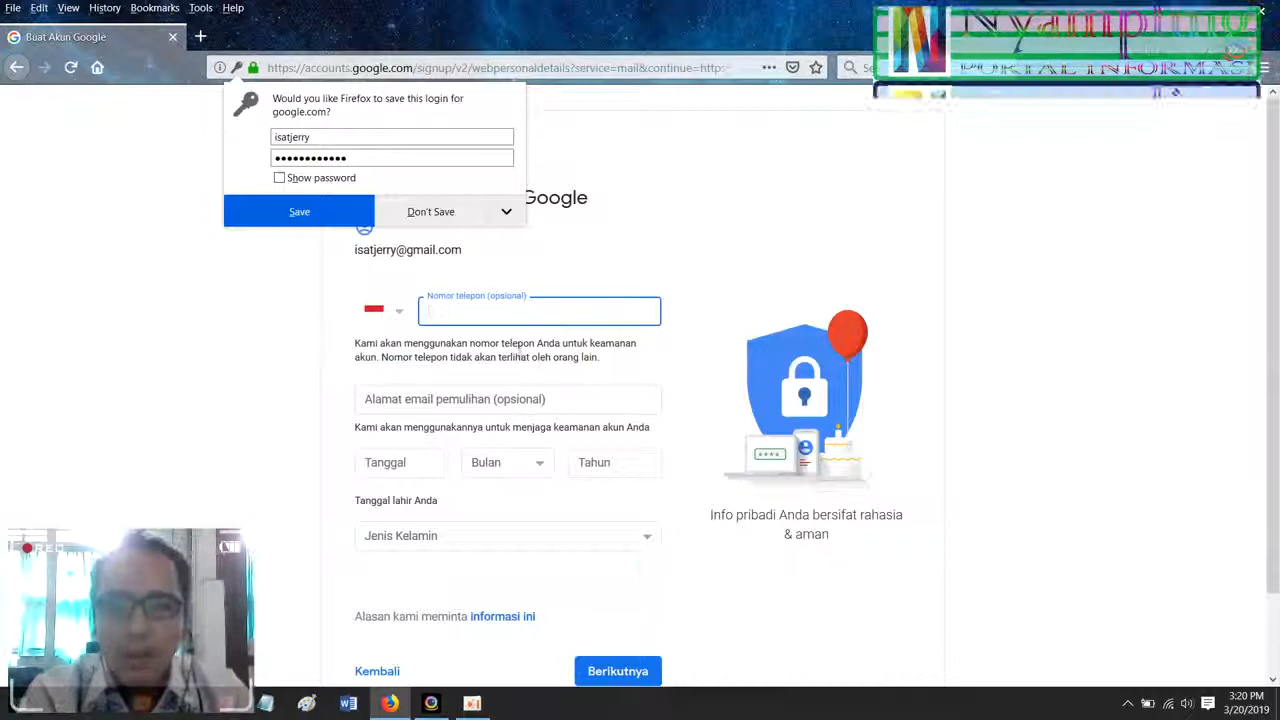 File Edit View History Bookmarks Tools Help
Buat Akun Google
https://accounts.google.com/signup/v2/webpersonaldetails?service=mail&continue=https
Nyamping
PORTAL INFORMASI
Would you like Firefox to save this login for
google.com?
isatjerry
Show password
Save
Don't Save
Google
isatjerry@gmail.com
Nomor telepon (opsional)
Kami akan menggunakan nomor telepon Anda untuk keamanan
akun. Nomor telepon tidak akan terlihat oleh orang lain.
Alamat email pemulihan (opsional)
Kami akan menggunakannya untuk menjaga keamanan akun Anda
Tanggal Bulan Tahun
Tanggal lahir Anda
Jenis Kelamin
Alasan kami meminta informasi ini
Kembali
Berikutnya
Info pribadi Anda bersifat rahasia
& aman
REC
3:20 PM
3/20/2019